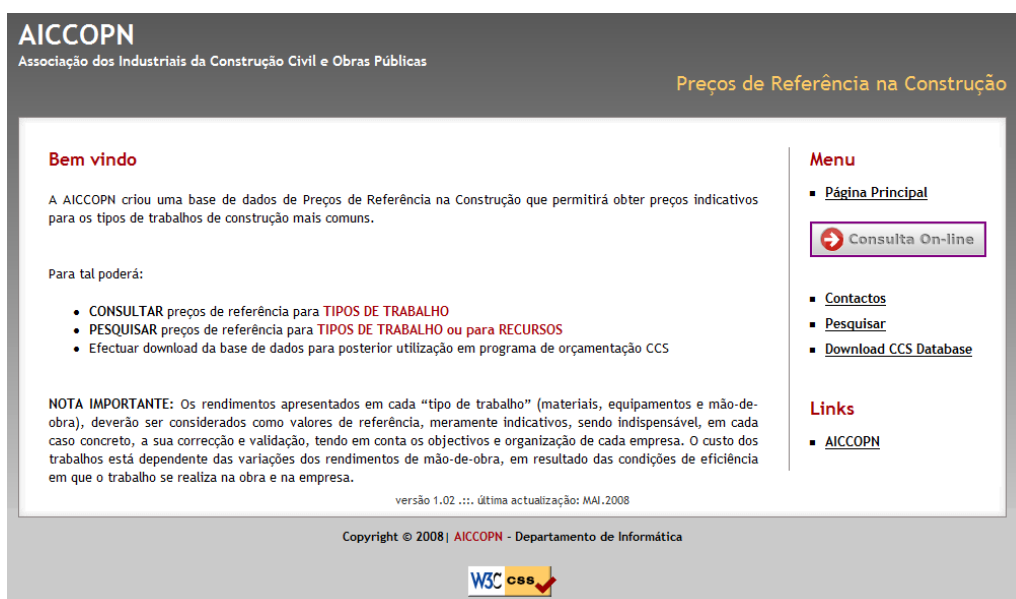 AICCOPN
Associação dos Industriais da Construção Civil e Obras Públicas
Preços de Referência na Construção
Bem vindo
A AICCOPN criou uma base de dados de Preços de Referência na Construção que permitirá obter preços indicativos
para os tipos de trabalhos de construção mais comuns.
Para tal poderá:
• CONSULTAR preços de referência para TIPOS DE TRABALHO
• PESQUISAR preços de referência para TIPOS DE TRABALHO ou para RECURSOS
• Efectuar download da base de dados para posterior utilização em programa de orçamentação CCS
NOTA IMPORTANTE: Os rendimentos apresentados em cada “tipo de trabalho” (materiais, equipamentos e mão-de-
obra), deverão ser considerados como valores de referência, meramente indicativos, sendo indispensável, em cada
caso concreto, a sua correcção e validação, tendo em conta os objectivos e organização de cada empresa. O custo dos
trabalhos está dependente das variações dos rendimentos de mão-de-obra, em resultado das condições de eficiência
em que o trabalho se realiza na obra e na empresa.
versão 1.02 .::. última actualização: MAI.2008
Menu
▪ Página Principal
Consulta On-line
▪ Contactos
▪ Pesquisar
▪ Download CCS Database
Links
▪ AICCOPN
Copyright © 2008| AICCOPN - Departamento de Informática
W3C css